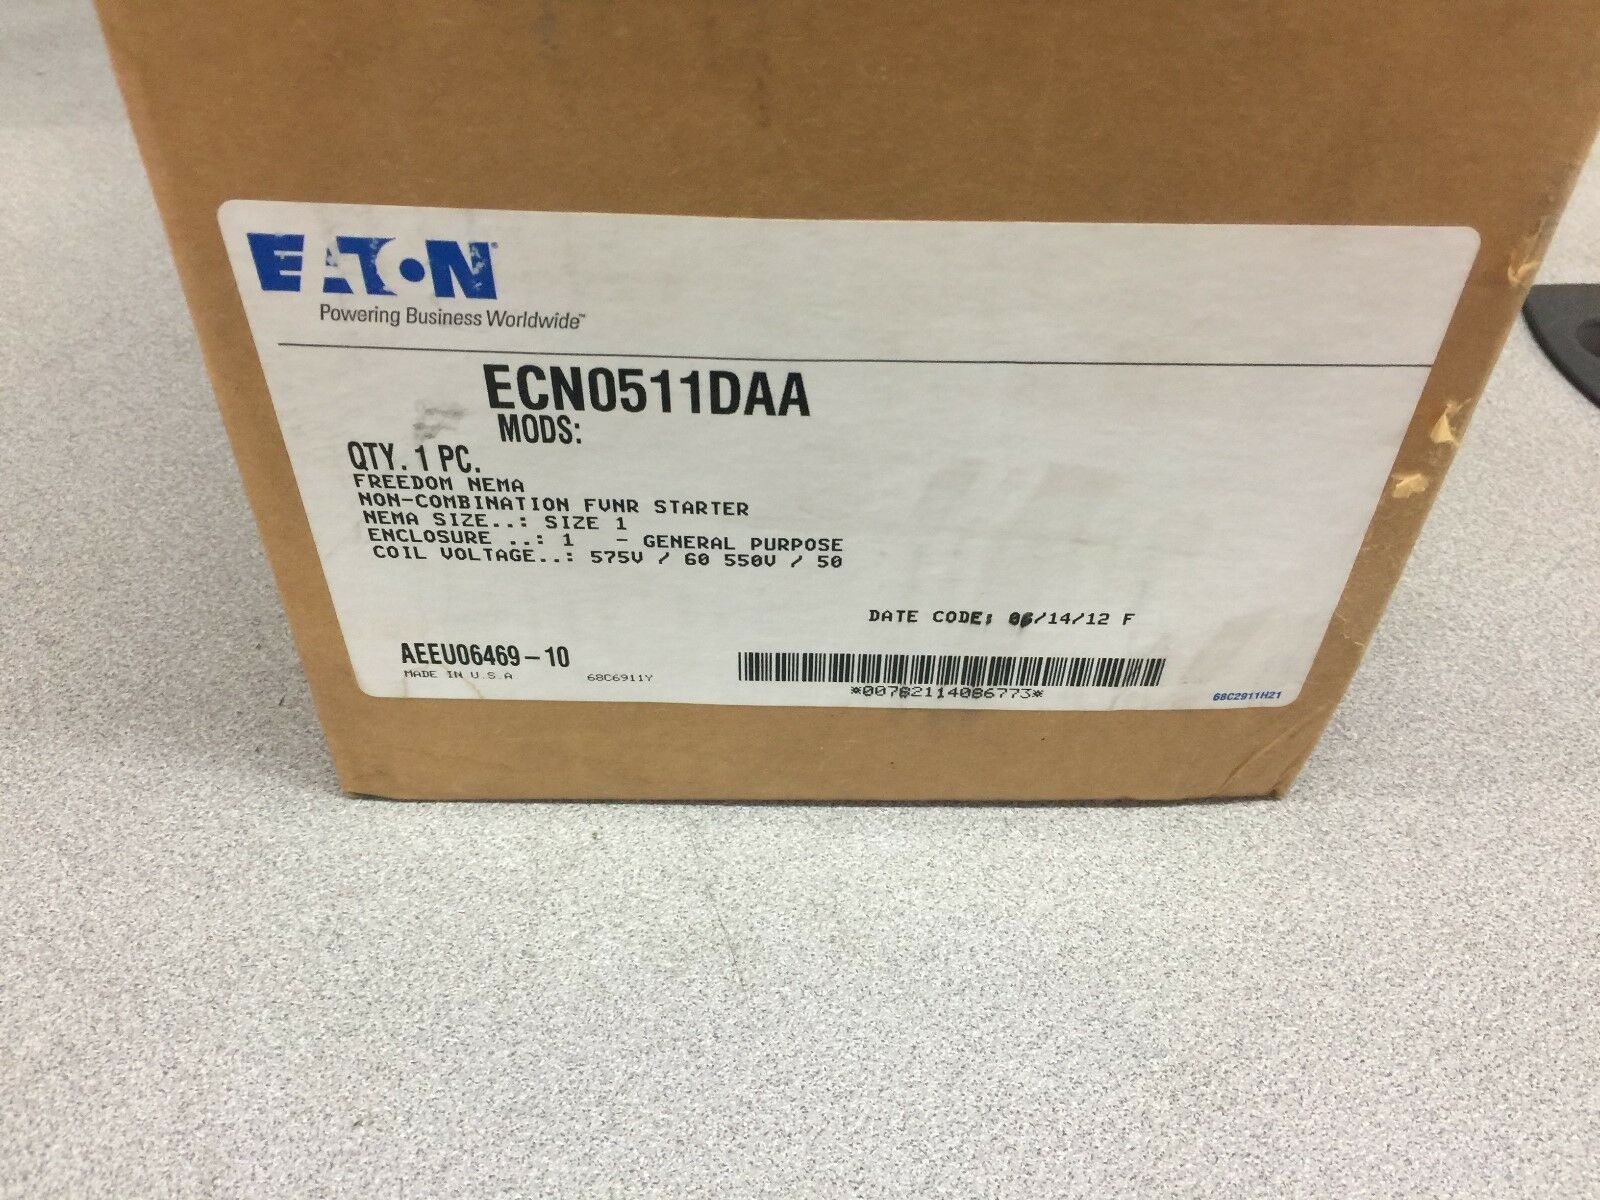 EATON
Powering Business Worldwide™
ECN0511DAA
MODS:
QTY. 1 PC.
FREEDOM NEMA
NON-COMBINATION FVNR STARTER
NEMA SIZE..: SIZE 1
ENCLOSURE ..: 1 - GENERAL PURPOSE
COIL VOLTAGE..: 575V / 60 550V / 50
DATE CODE: 06/14/12 F
AEEU06469-10
MADE IN U.S.A
68C6911Y
*00782114086773*
68C2911H21